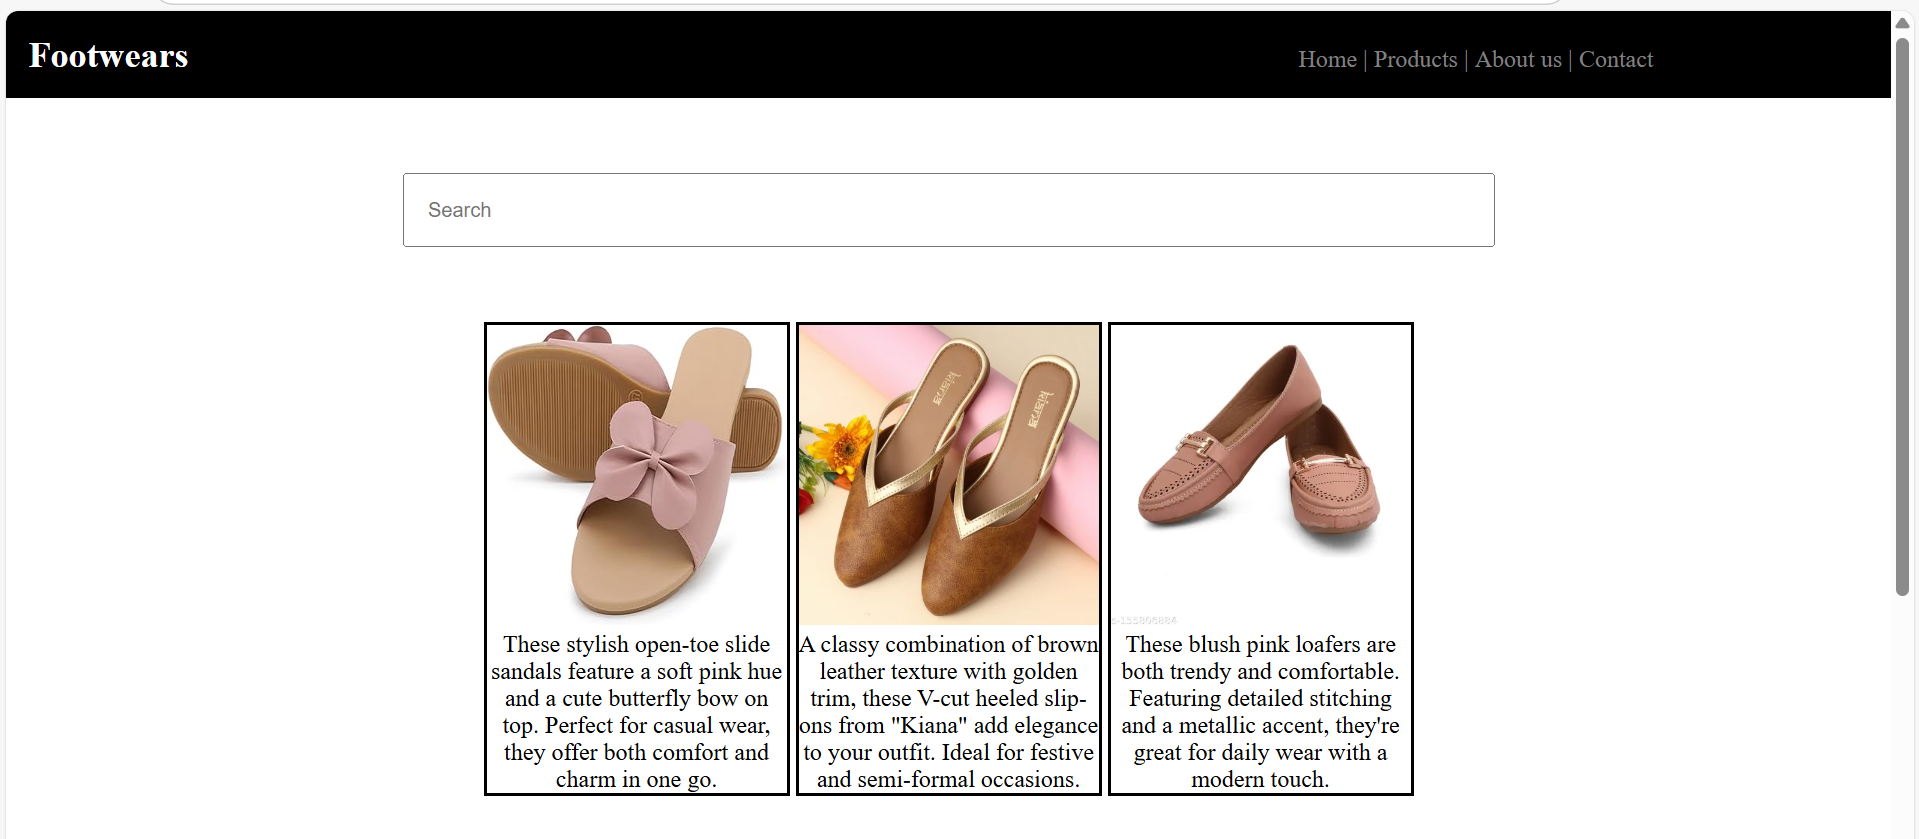 Footwears
Home | Products | About us | Contact
Search
kiana
kiana
s-155806884
These stylish open-toe slide
sandals feature a soft pink hue
and a cute butterfly bow on
top. Perfect for casual wear,
they offer both comfort and
charm in one go.
A classy combination of brown
leather texture with golden
trim, these V-cut heeled slip-
ons from "Kiana" add elegance
to your outfit. Ideal for festive
and semi-formal occasions.
These blush pink loafers are
both trendy and comfortable.
Featuring detailed stitching
and a metallic accent, they're
great for daily wear with a
modern touch.